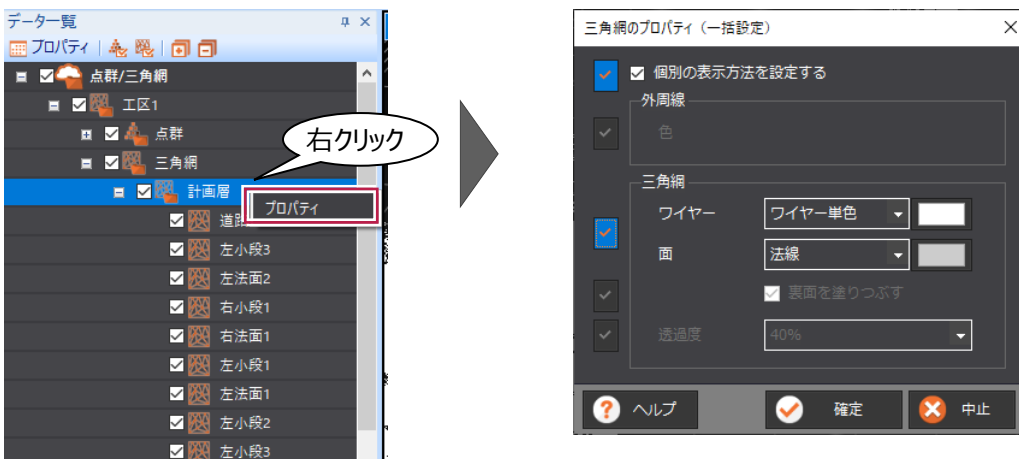 データ一覧
プロパティ
点群/三角網
工区1
点群
三角網
計画層
右クリック
プロパティ
道路
左小段3
左法面2
右小段1
右法面1
左小段1
左法面1
左小段2
左小段3
三角網のプロパティ（一括設定）
個別の表示方法を設定する
外周線
色
三角網
ワイヤー
ワイヤー単色
面
法線
裏面を塗りつぶす
透過度
40%
ヘルプ
確定
中止